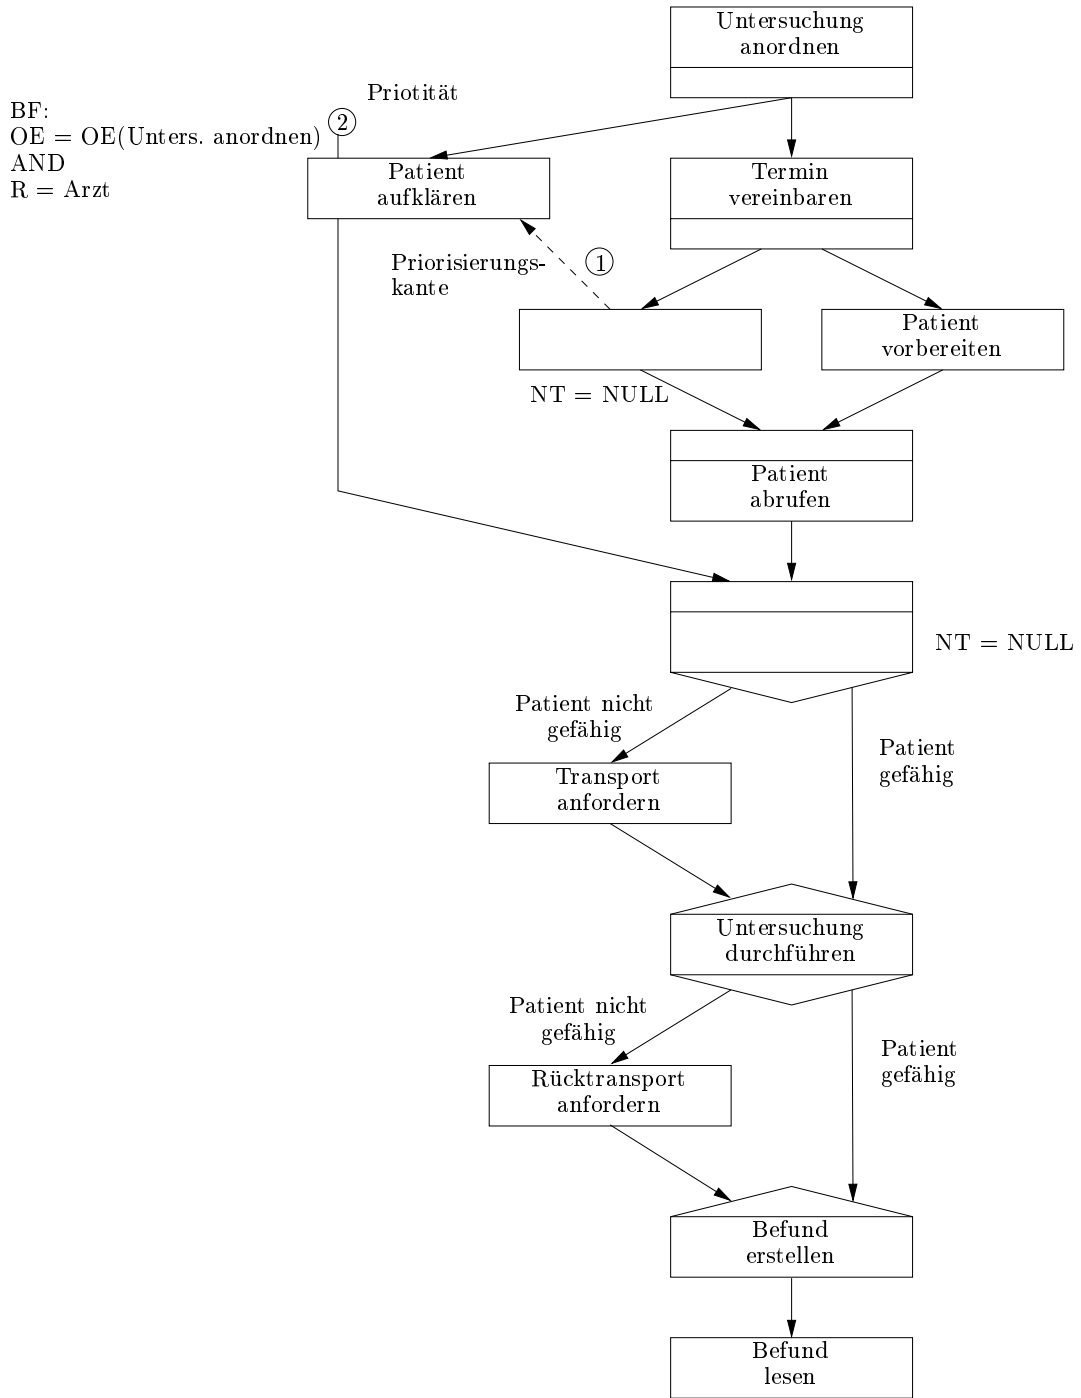 Untersuchung
anordnen
Priotität
BF:
OE = OE(Unters. anordnen)
AND
R = Arzt
2
Patient
aufklären
Termin
vereinbaren
Priorisierungs-
kante
1
Patient
vorbereiten
NT = NULL
Patient
abrufen
NT = NULL
Patient nicht
gefähig
Patient
gefähig
Transport
anfordern
Untersuchung
durchführen
Patient nicht
gefähig
Patient
gefähig
Rücktransport
anfordern
Befund
erstellen
Befund
lesen